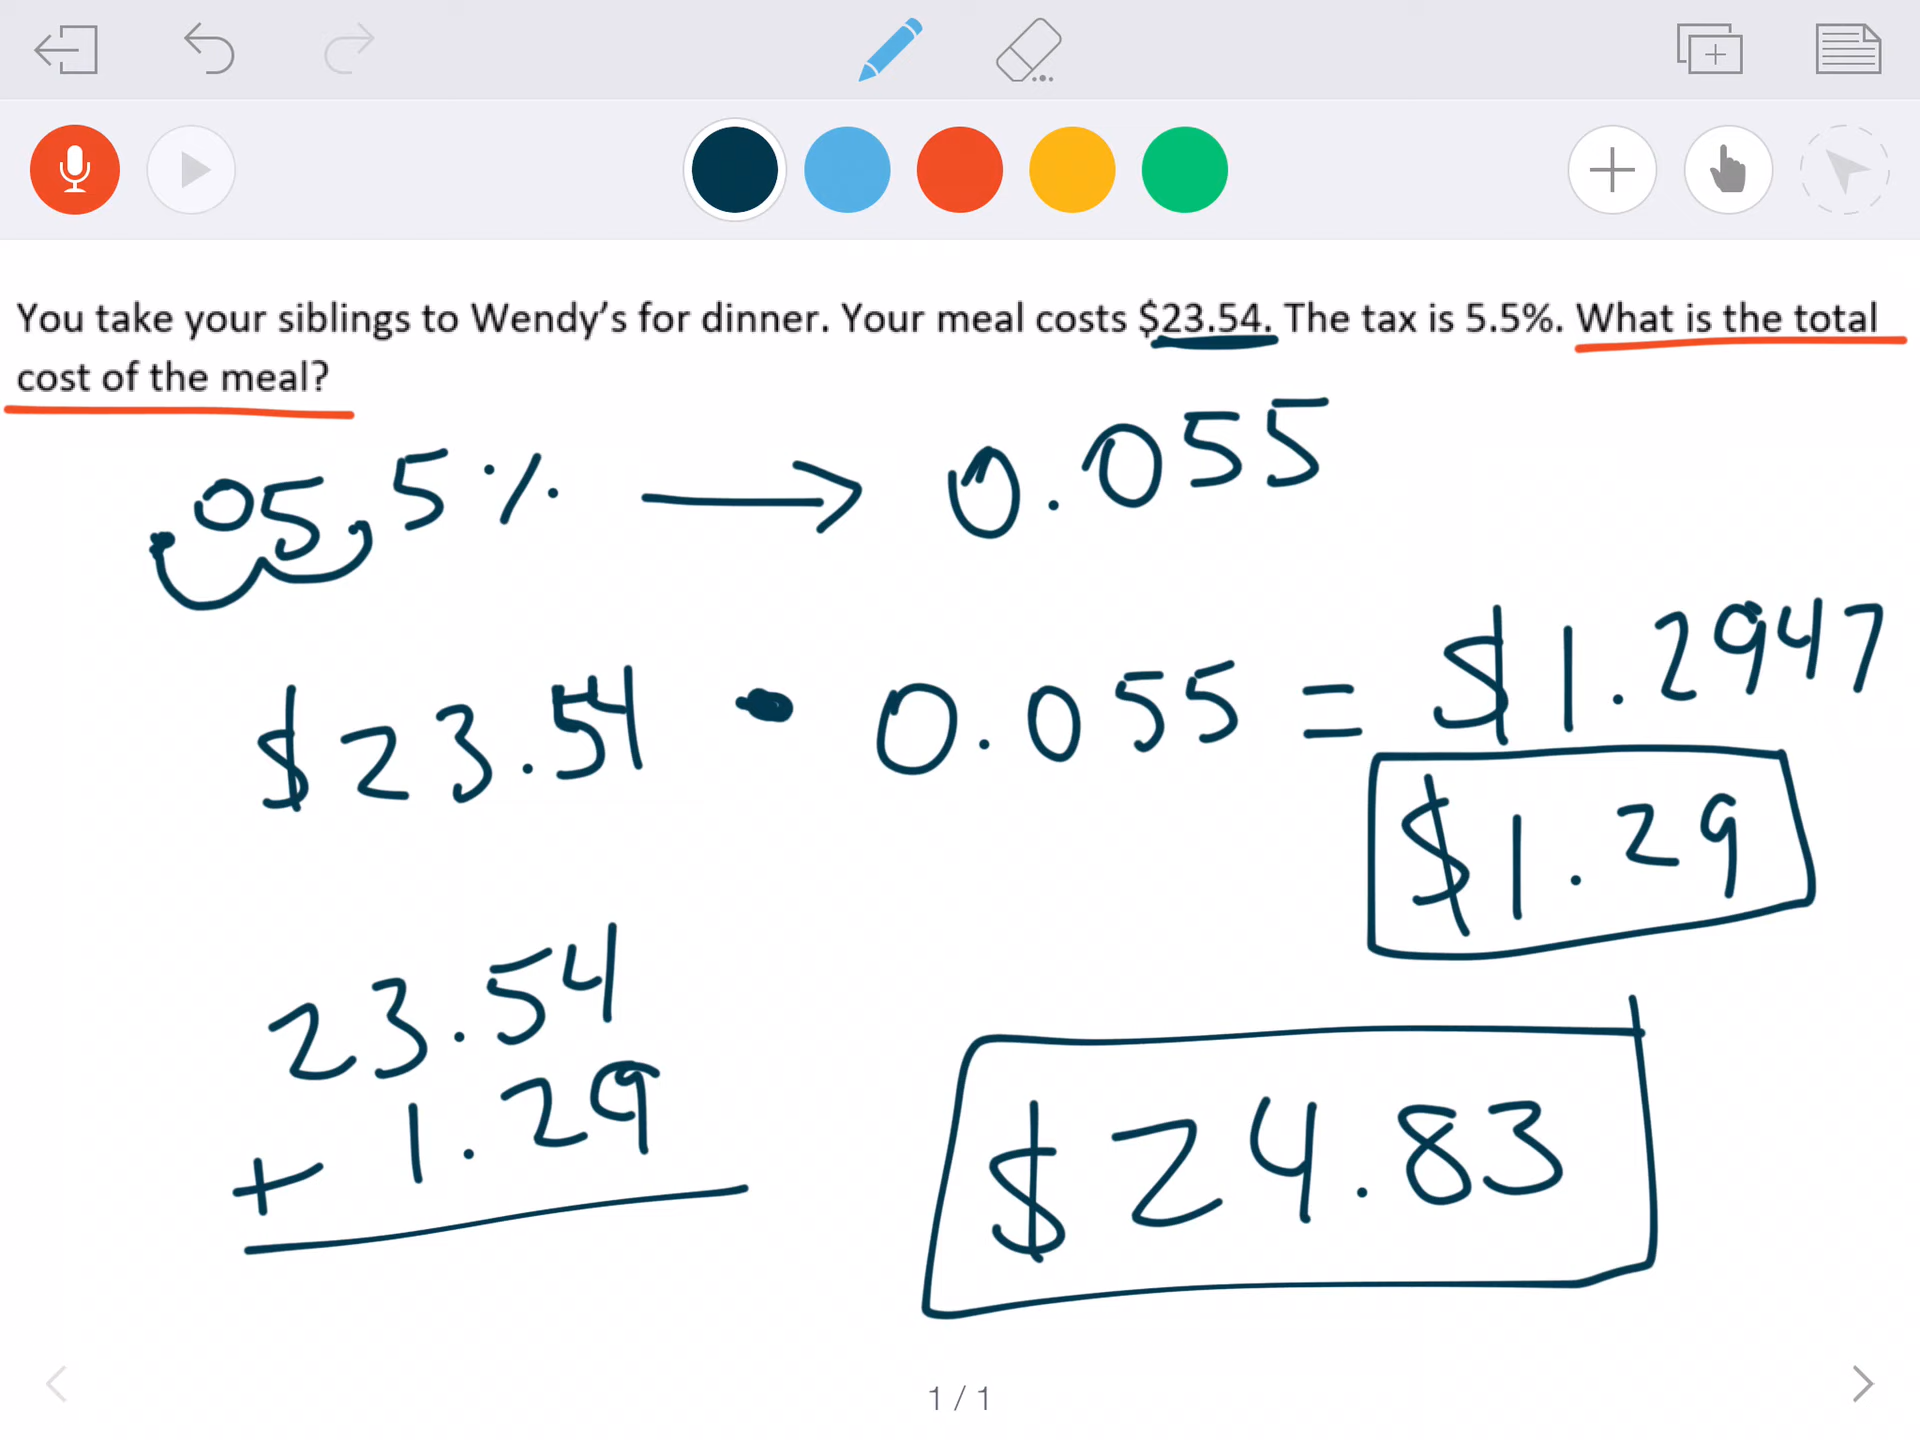 You take your siblings to Wendy's for dinner. Your meal costs $23.54. The tax is 5.5%. What is the total
cost of the meal?
.05,5% → 0.055
$23.54 • 0.055 = $1.2947
$1.29
23.54
+ 1.29
$24.83
1 / 1